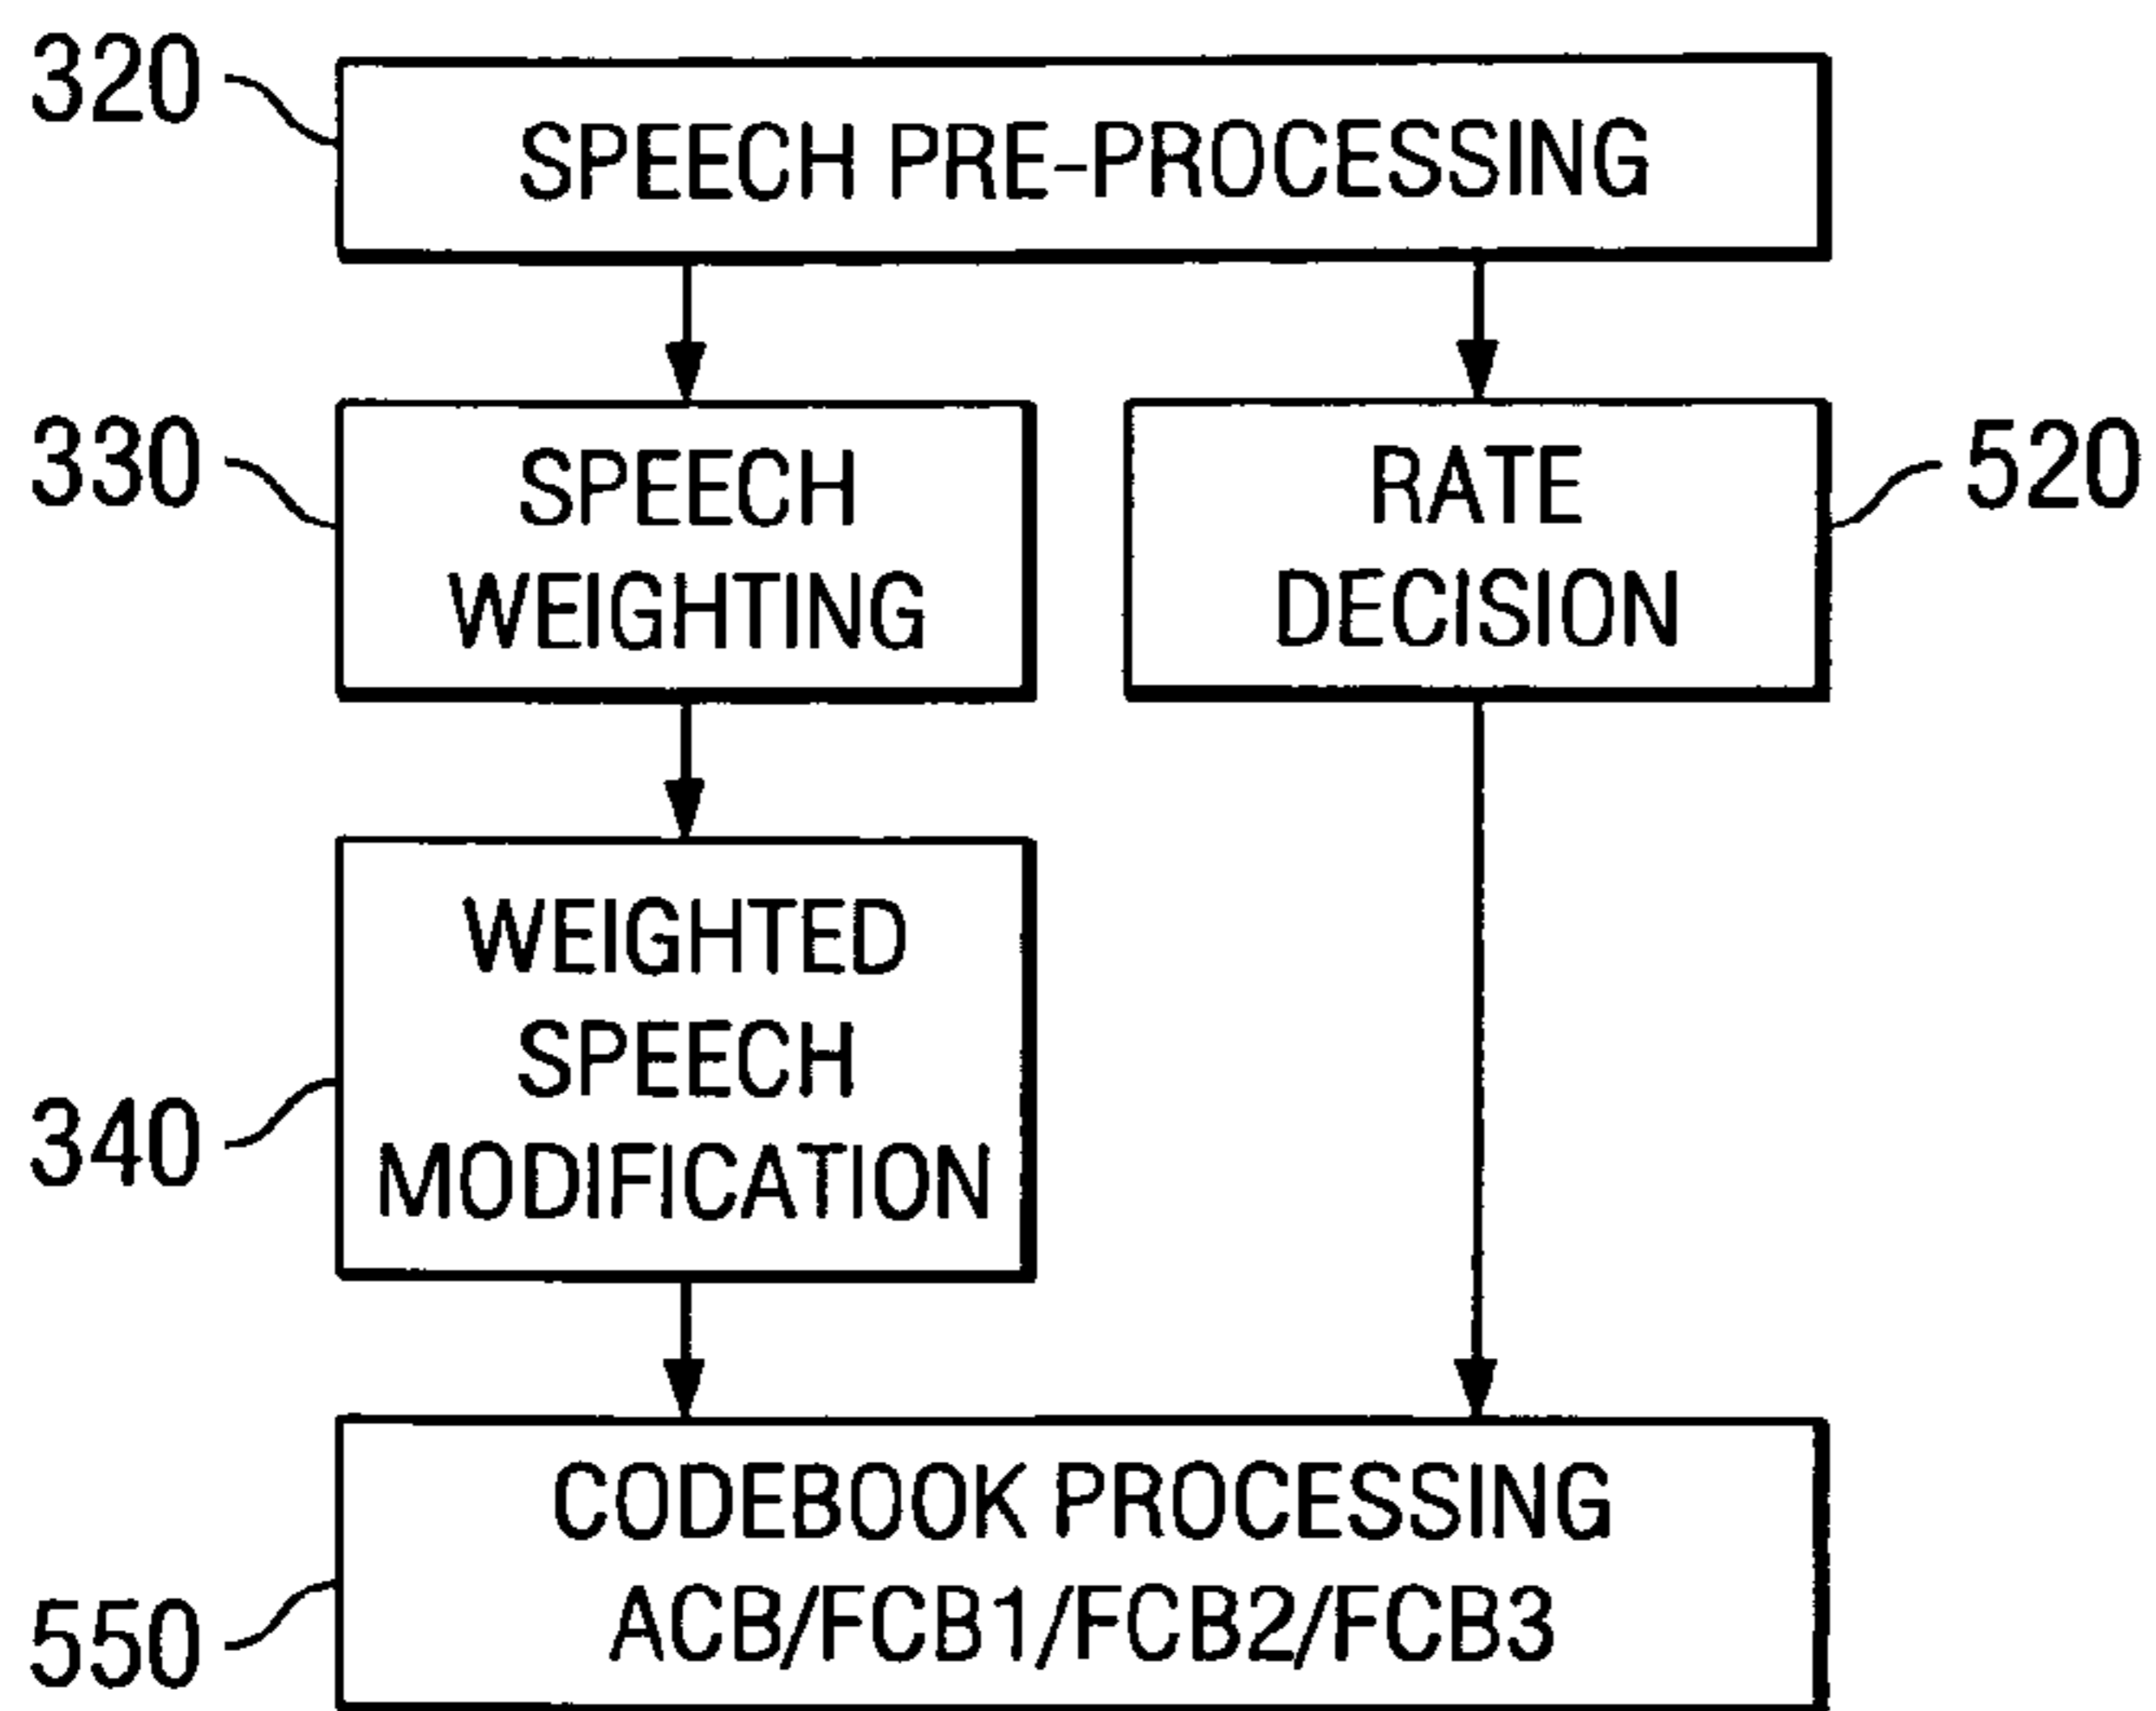 320
SPEECH PRE-PROCESSING
330
SPEECH
WEIGHTING
RATE
DECISION
520
WEIGHTED
SPEECH
MODIFICATION
340
CODEBOOK PROCESSING
ACB/FCB1/FCB2/FCB3
550